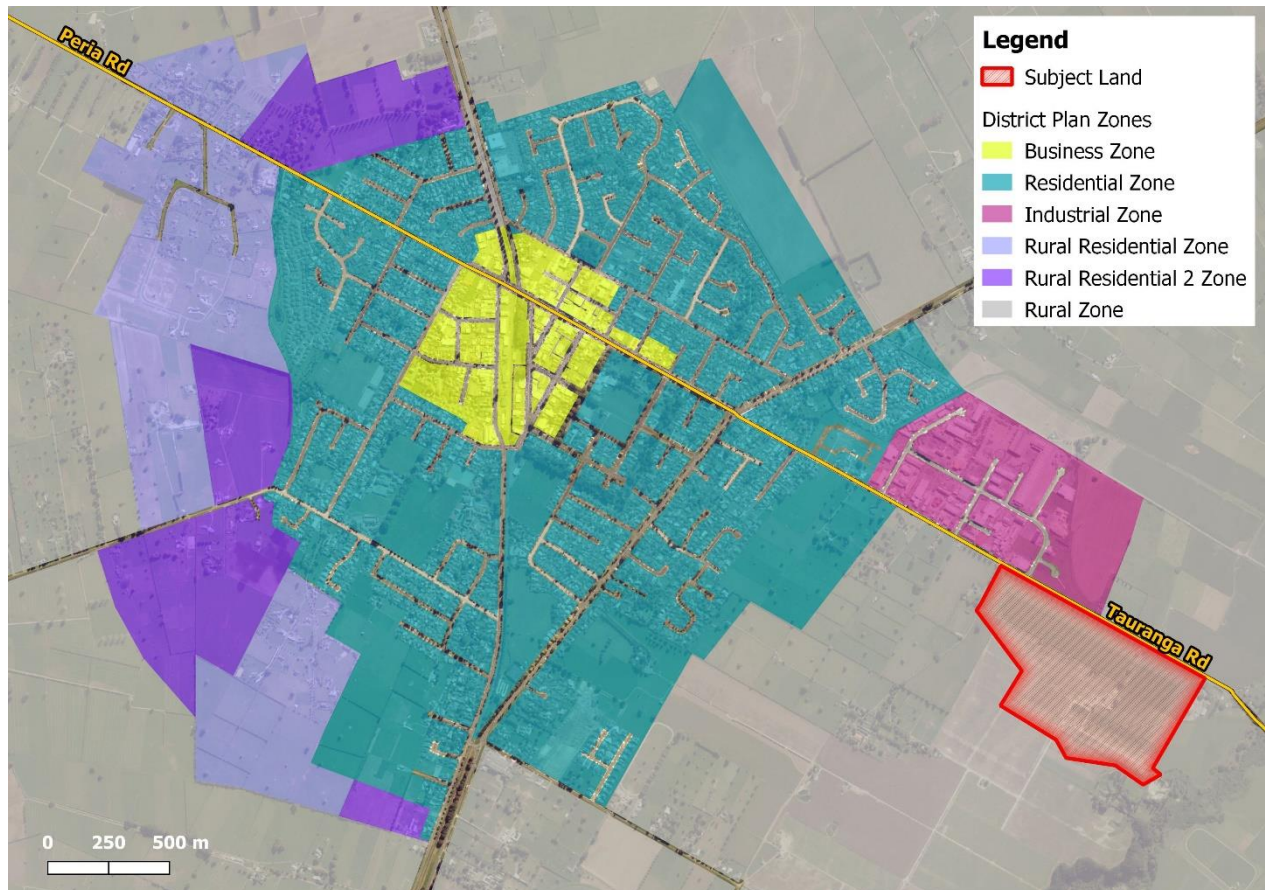 Peria Rd
Legend
Subject Land
District Plan Zones
Business Zone
Residential Zone
Industrial Zone
Rural Residential Zone
Rural Residential 2 Zone
Rural Zone
Tauranga Rd
0 250 500 m